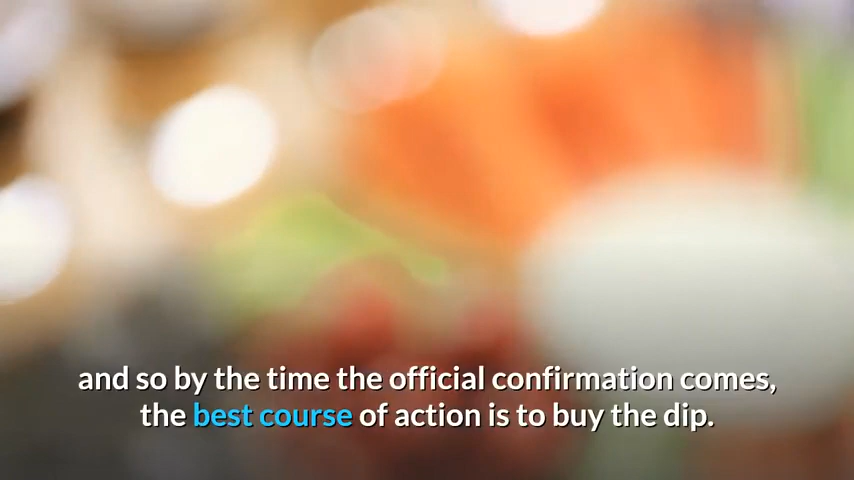 and so by the time the official confirmation comes,
the best course of action is to buy the dip.